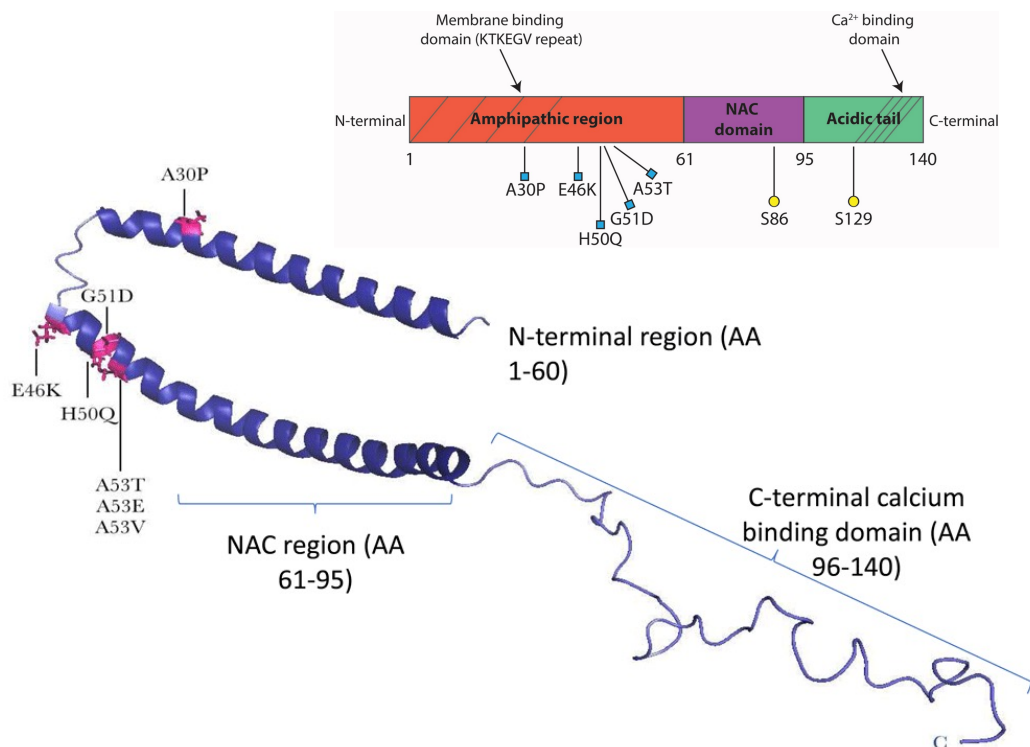 Membrane binding
domain (KTKEGV repeat)
Ca²⁺ binding
domain
N-terminal
Amphipathic region
NAC
domain
Acidic tail
C-terminal
1
61
95
140
A30P
E46K
A53T
G51D
H50Q
S86
S129
A30P
G51D
E46K
H50Q
A53T
A53E
A53V
N-terminal region (AA
1-60)
NAC region (AA
61-95)
C-terminal calcium
binding domain (AA
96-140)
C